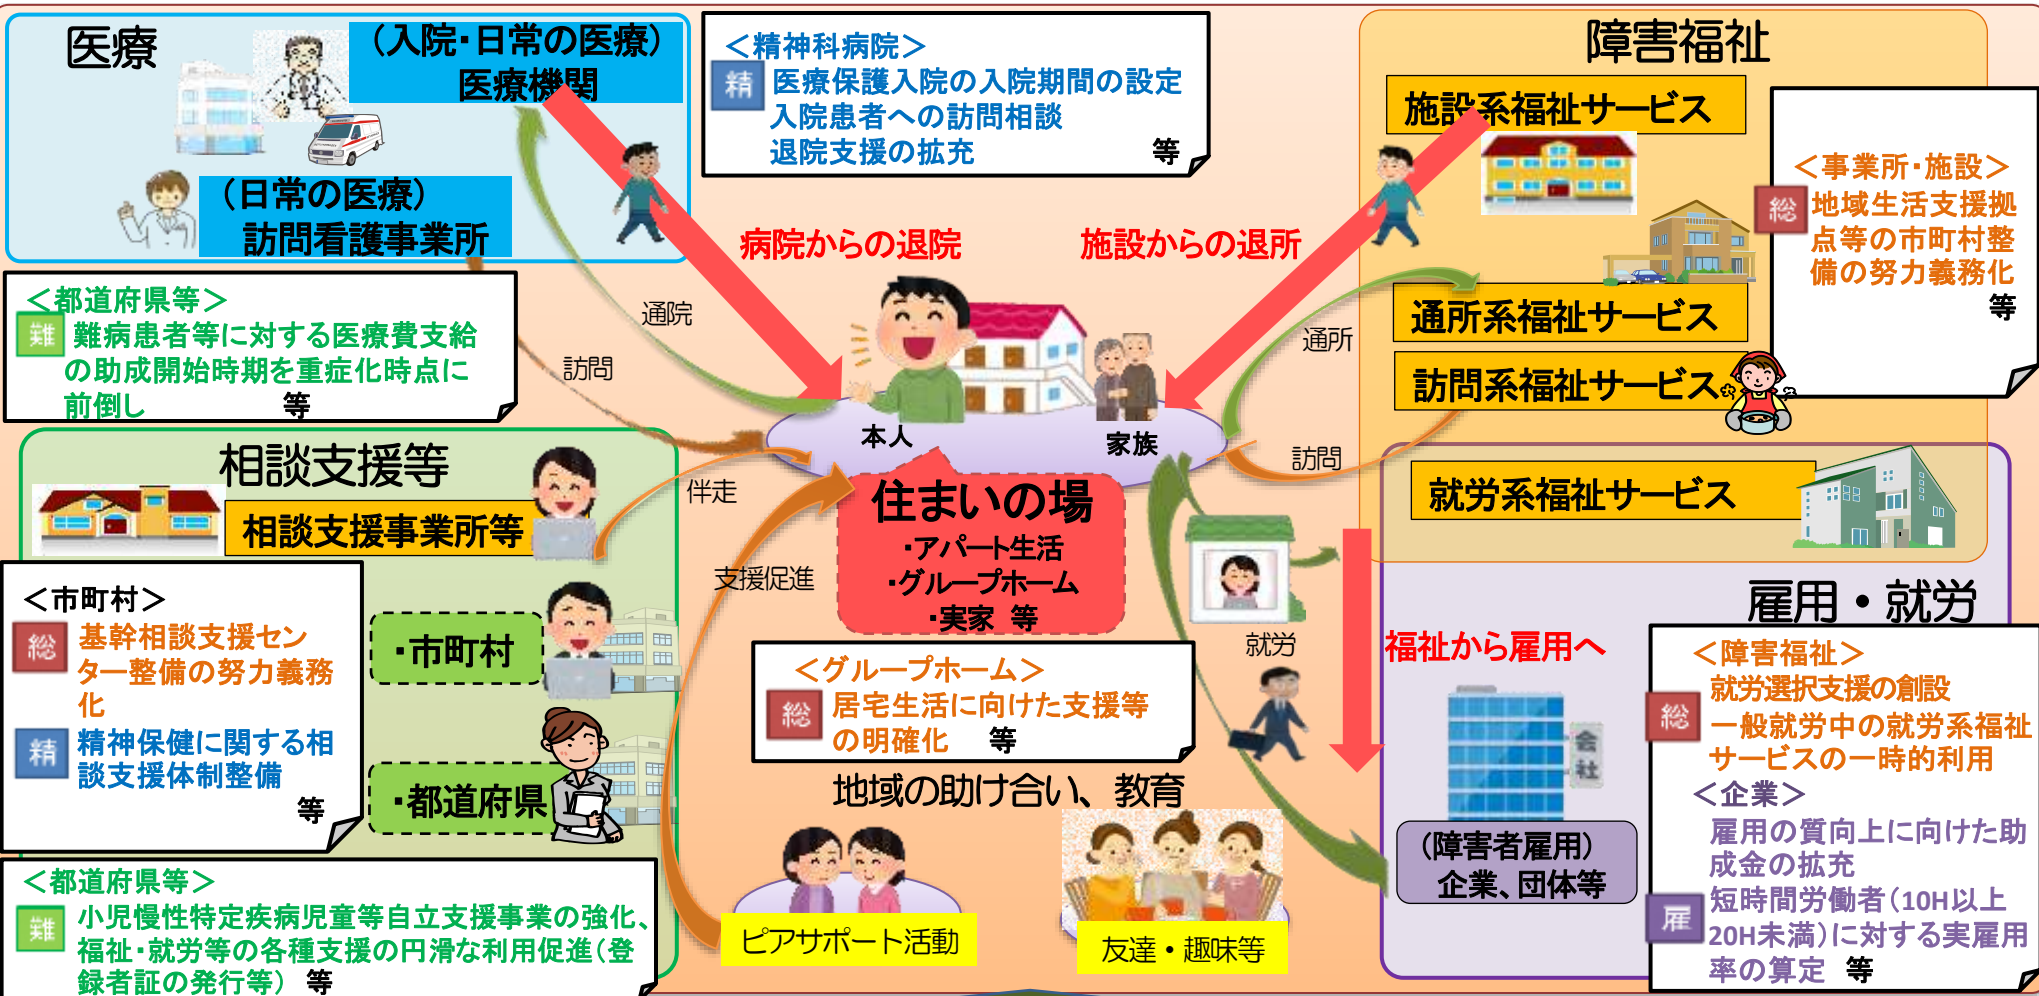 医療
(入院・日常の医療)
医療機関
(日常の医療)
訪問看護事業所
＜精神科病院＞
精 医療保護入院の入院期間の設定
入院患者への訪問相談
退院支援の拡充 等
障害福祉
施設系福祉サービス
通所系福祉サービス
訪問系福祉サービス
就労系福祉サービス
＜事業所・施設＞
総 地域生活支援拠
点等の市町村整
備の努力義務化
等
病院からの退院
施設からの退所
通院
訪問
通所
訪問
＜都道府県等＞
難 難病患者等に対する医療費支給
の助成開始時期を重症化時点に
前倒し 等
本人
家族
住まいの場
・アパート生活
・グループホーム
・実家 等
相談支援等
相談支援事業所等
伴走
支援促進
＜市町村＞
総 基幹相談支援セン
ター整備の努力義務
化
精 精神保健に関する相
談支援体制整備
等
・市町村
・都道府県
＜都道府県等＞
難 小児慢性特定疾病児童等自立支援事業の強化、
福祉・就労等の各種支援の円滑な利用促進(登
録者証の発行等) 等
＜グループホーム＞
総 居宅生活に向けた支援等
の明確化 等
地域の助け合い、教育
ピアサポート活動
友達・趣味等
就労
福祉から雇用へ
雇用・就労
会社
(障害者雇用)
企業、団体等
＜障害福祉＞
就労選択支援の創設
総 一般就労中の就労系福祉
サービスの一時的利用
＜企業＞
雇用の質向上に向けた助
成金の拡充
雇 短時間労働者(10H以上
20H未満)に対する実雇用
率の算定 等